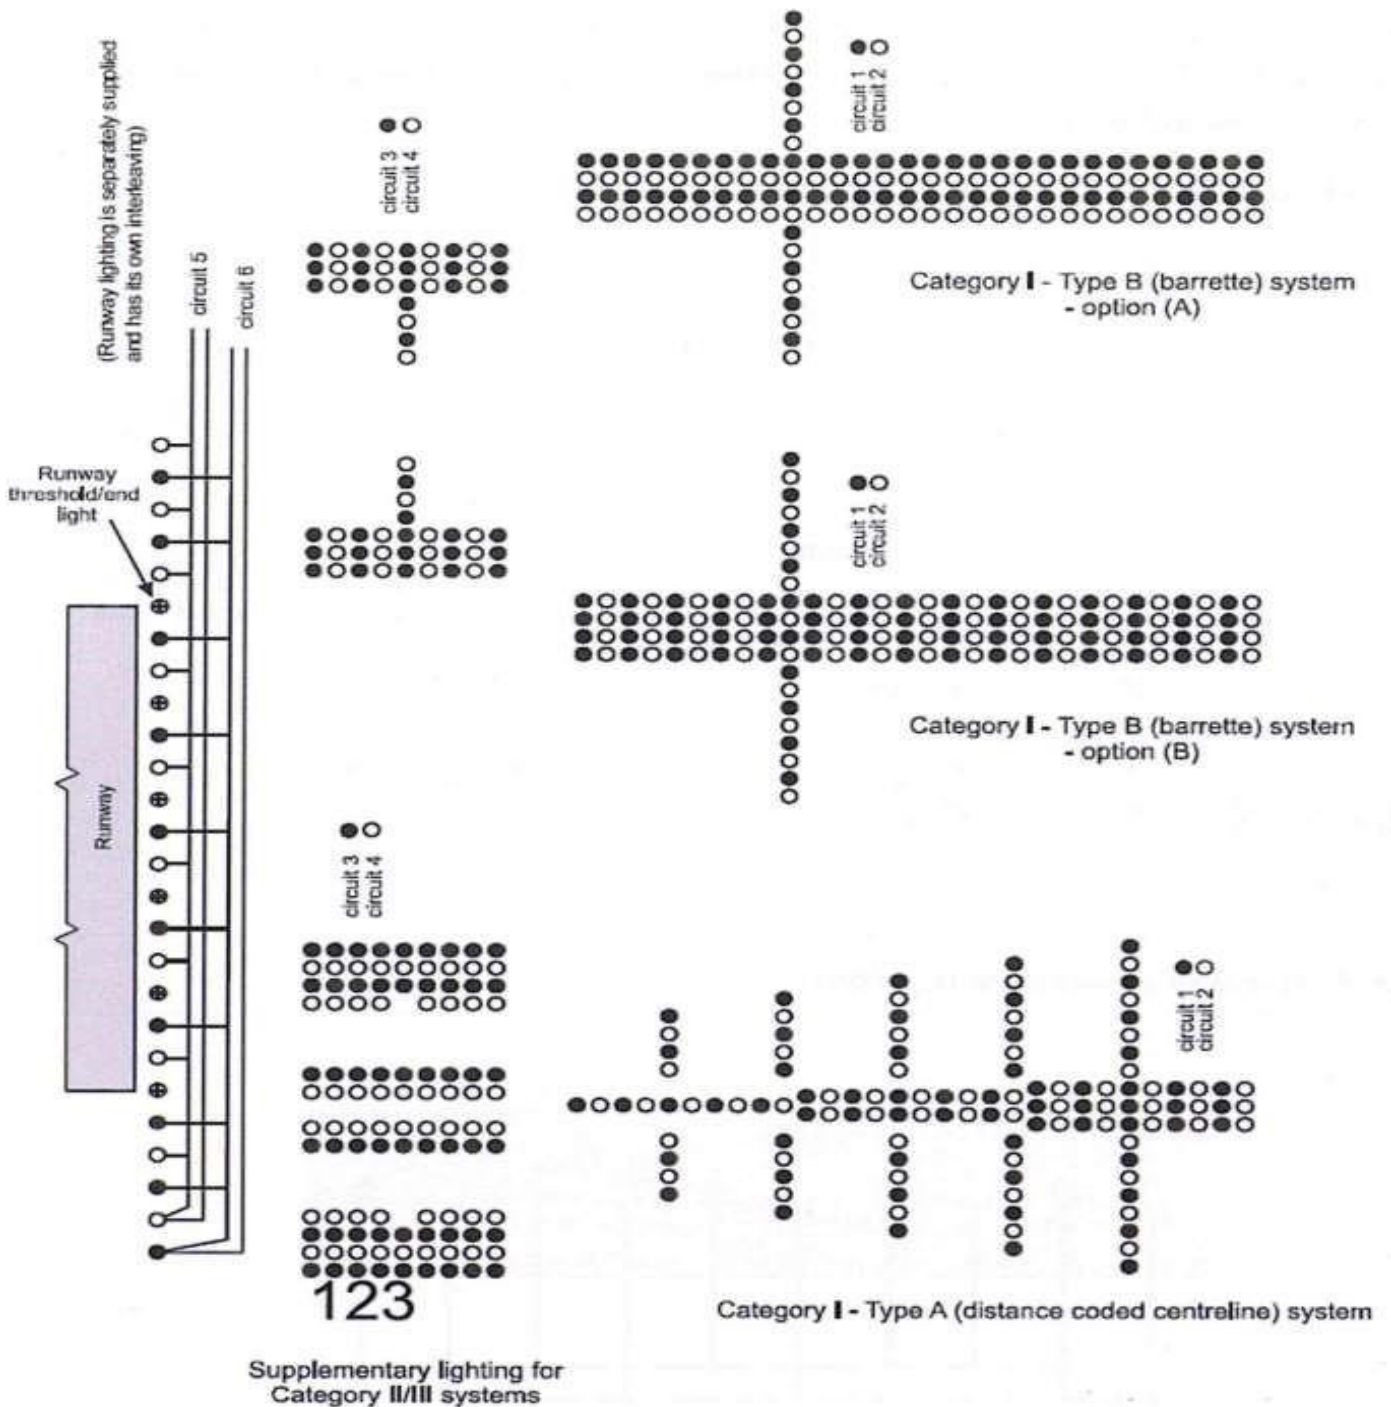 (Runway lighting is separately supplied
and has its own interleaving)
circuit 5
circuit 6
circuit 3
circuit 4
circuit 1
circuit 2
Category I - Type B (barrette) system
- option (A)
Runway
threshold/end
light
circuit 1
circuit 2
Category I - Type B (barrette) system
- option (B)
Runway
circuit 3
circuit 4
circuit 1
circuit 2
123
Category I - Type A (distance coded centreline) system
Supplementary lighting for
Category II/III systems